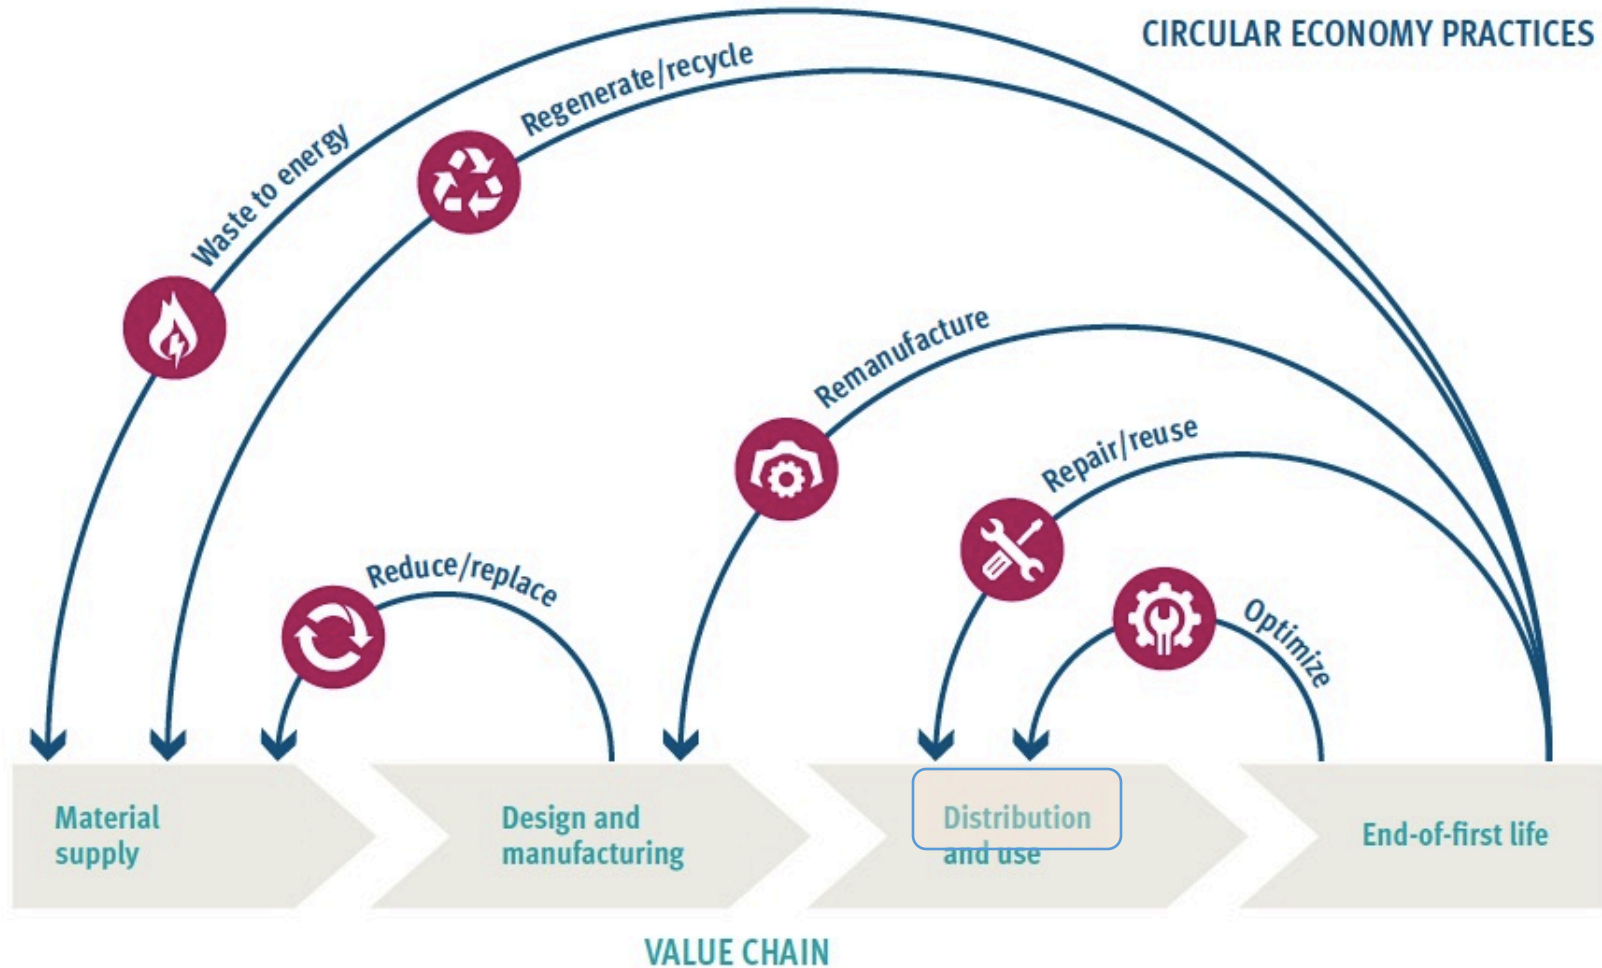 CIRCULAR ECONOMY PRACTICES
Regenerate/recycle
Waste to energy
Remanufacture
Repair/reuse
Reduce/replace
Optimize
Material
supply
Design and
manufacturing
Distribution
and use
End-of-first life
VALUE CHAIN